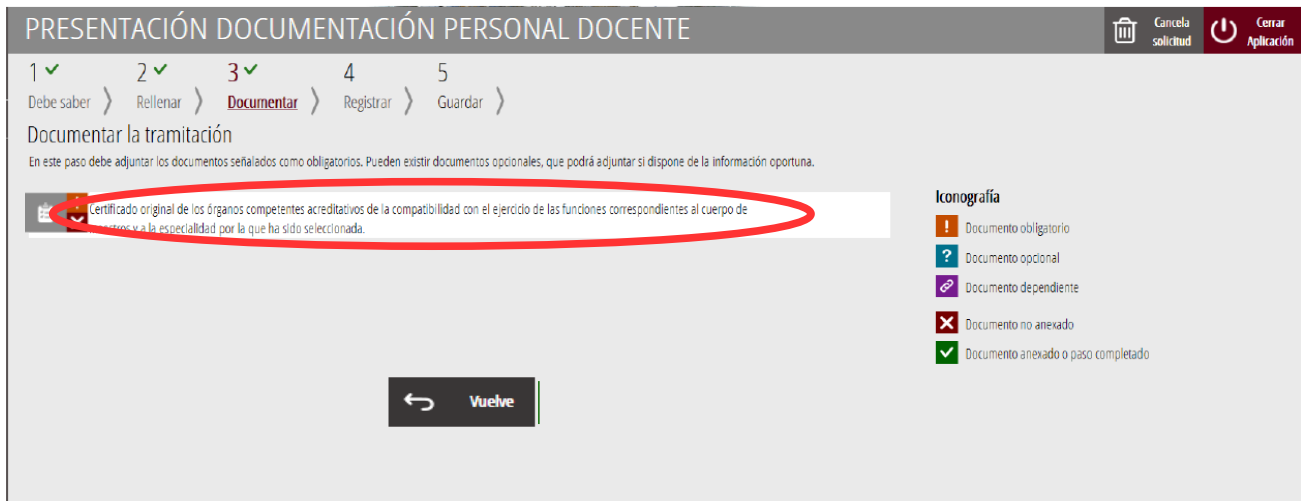 PRESENTACIÓN DOCUMENTACIÓN PERSONAL DOCENTE
Cancela
solicitud
Cerrar
Aplicación
1 2 3 4 5
Debe saber Rellenar Documentar Registrar Guardar
Documentar la tramitación
En este paso debe adjuntar los documentos señalados como obligatorios. Pueden existir documentos opcionales, que podrá adjuntar si dispone de la información oportuna.
Certificado original de los órganos competentes acreditativos de la compatibilidad con el ejercicio de las funciones correspondientes al cuerpo de
maestros y a la especialidad por la que ha sido seleccionada.
Iconografía
! Documento obligatorio
? Documento opcional
Documento dependiente
Documento no anexado
Documento anexado o paso completado
Vuelve